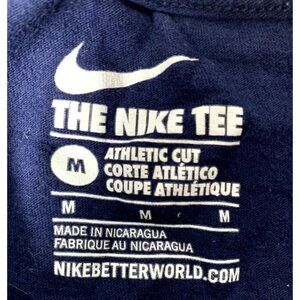 THE NIKE TEE
M
ATHLETIC CUT
CORTE ATLÉTICO
COUPE ATHLÉTIQUE
M M M
MADE IN NICARAGUA
FABRIQUE AU NICARAGUA
NIKEBETTERWORLD.COM